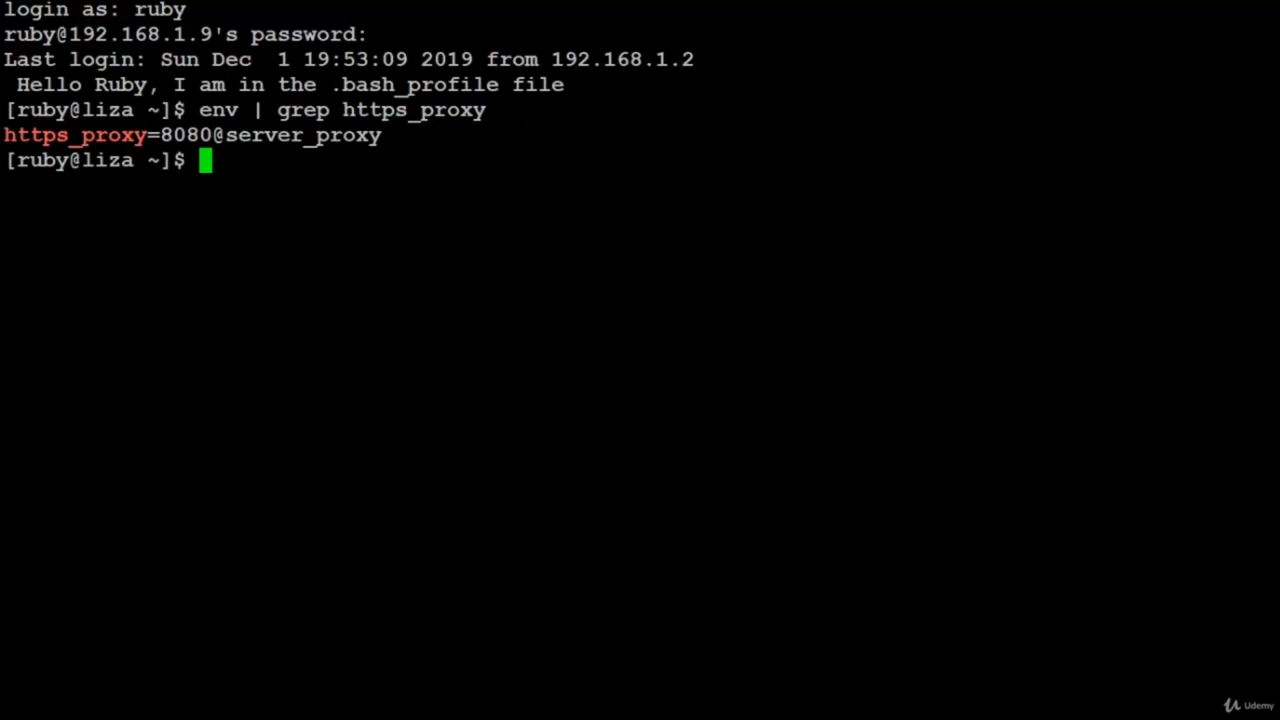 login as: ruby
ruby@192.168.1.9's password:
Last login: Sun Dec  1 19:53:09 2019 from 192.168.1.2
 Hello Ruby, I am in the .bash_profile file
[ruby@liza ~]$ env | grep https_proxy
https_proxy=8080@server_proxy
[ruby@liza ~]$
Udemy